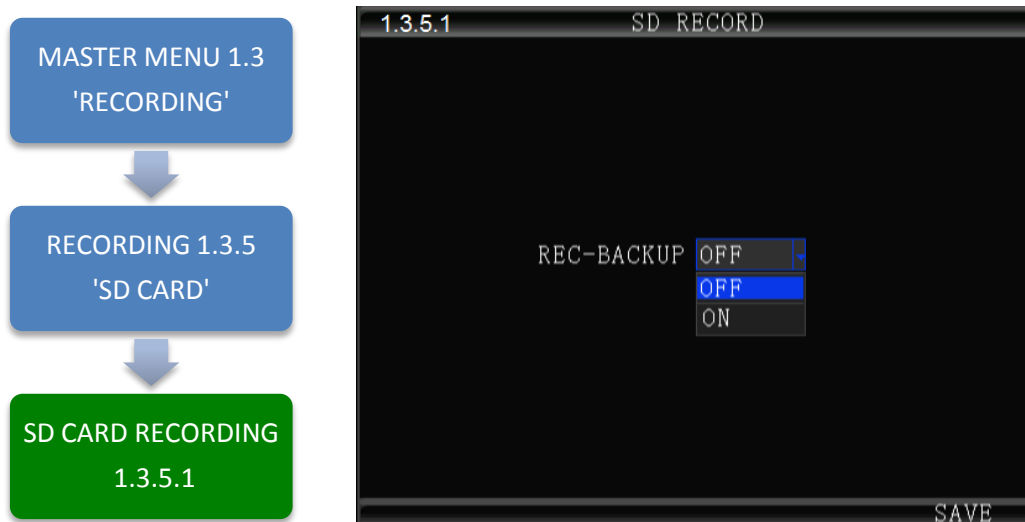 MASTER MENU 1.3
'RECORDING'
RECORDING 1.3.5
'SD CARD'
SD CARD RECORDING
1.3.5.1
1.3.5.1 SD RECORD
REC-BACKUP OFF
OFF
ON
SAVE